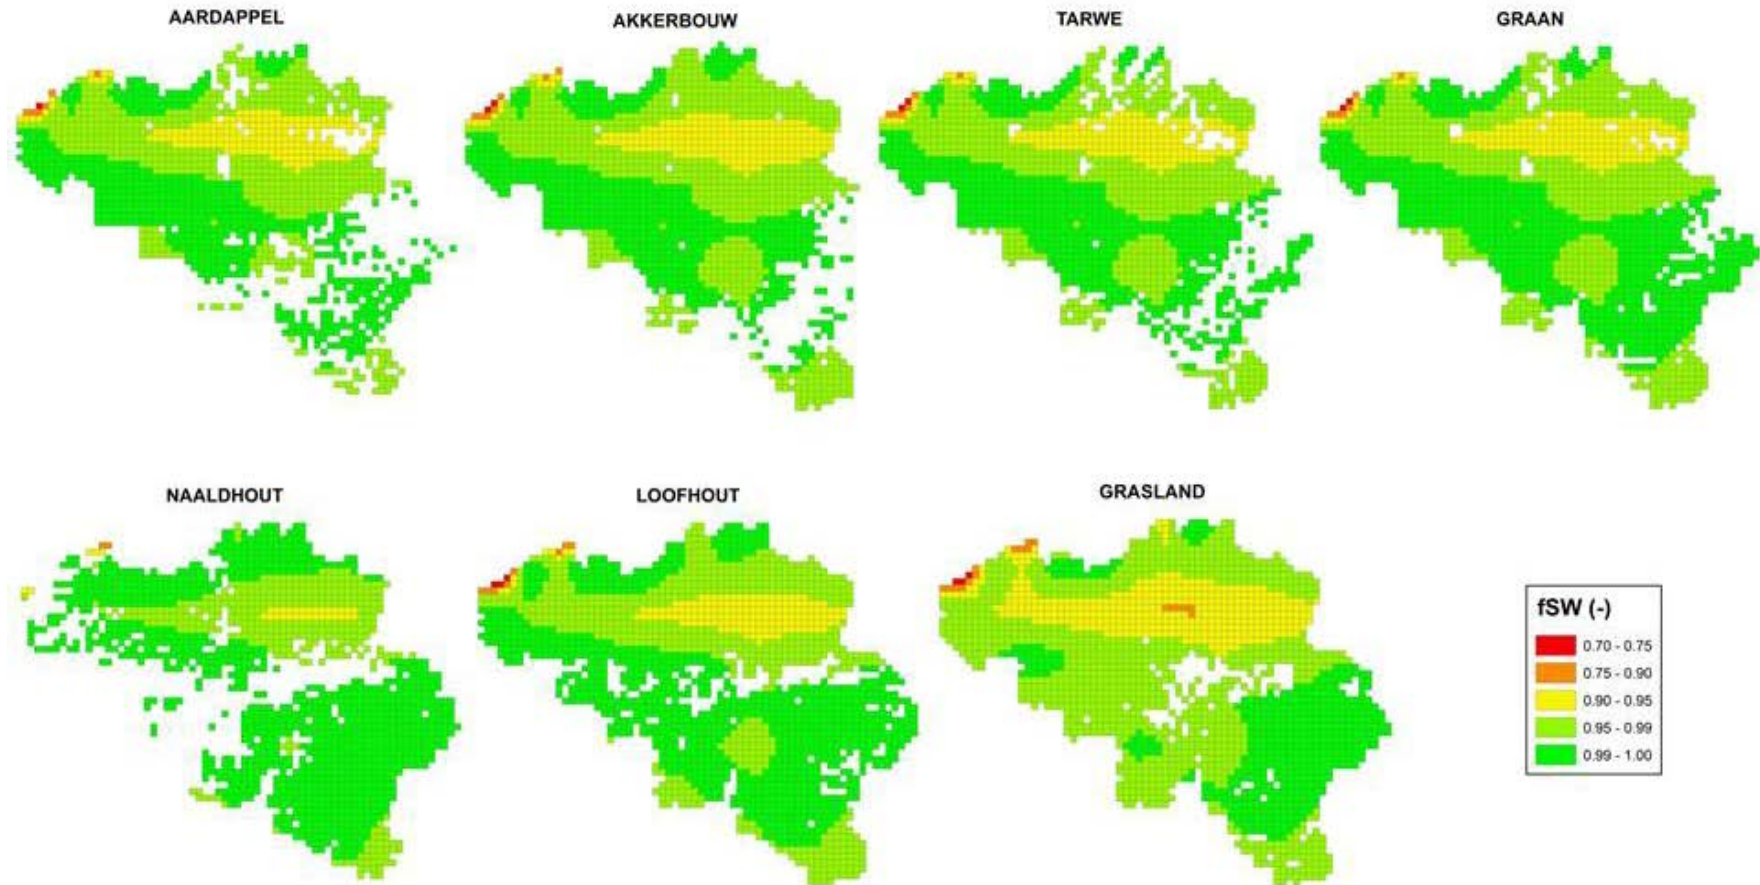 AARDAPPEL
AKKERBOUW
TARWE
GRAAN
NAALDHOUT
LOOFHOUT
GRASLAND
fSW (-)
0.70 - 0.75
0.75 - 0.90
0.90 - 0.95
0.95 - 0.99
0.99 - 1.00